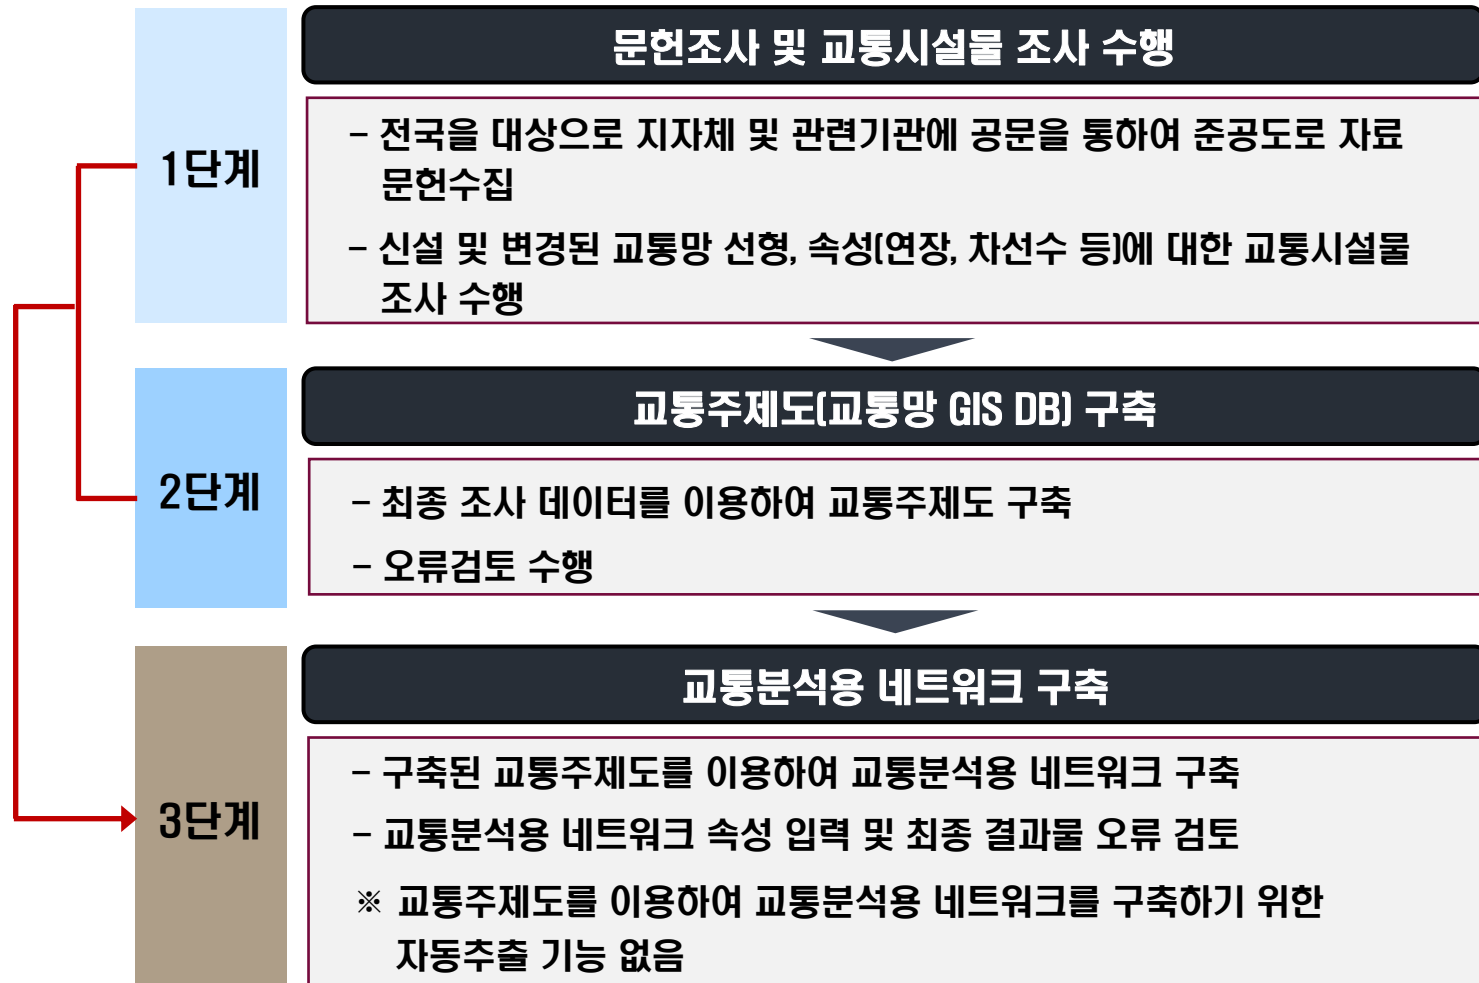 문헌조사 및 교통시설물 조사 수행
1단계
- 전국을 대상으로 지자체 및 관련기관에 공문을 통하여 준공도로 자료
문헌수집
- 신설 및 변경된 교통망 선형, 속성(연장, 차선수 등)에 대한 교통시설물
조사 수행
교통주제도(교통망 GIS DB) 구축
2단계
- 최종 조사 데이터를 이용하여 교통주제도 구축
- 오류검토 수행
교통분석용 네트워크 구축
3단계
- 구축된 교통주제도를 이용하여 교통분석용 네트워크 구축
- 교통분석용 네트워크 속성 입력 및 최종 결과물 오류 검토
※ 교통주제도를 이용하여 교통분석용 네트워크를 구축하기 위한
자동추출 기능 없음